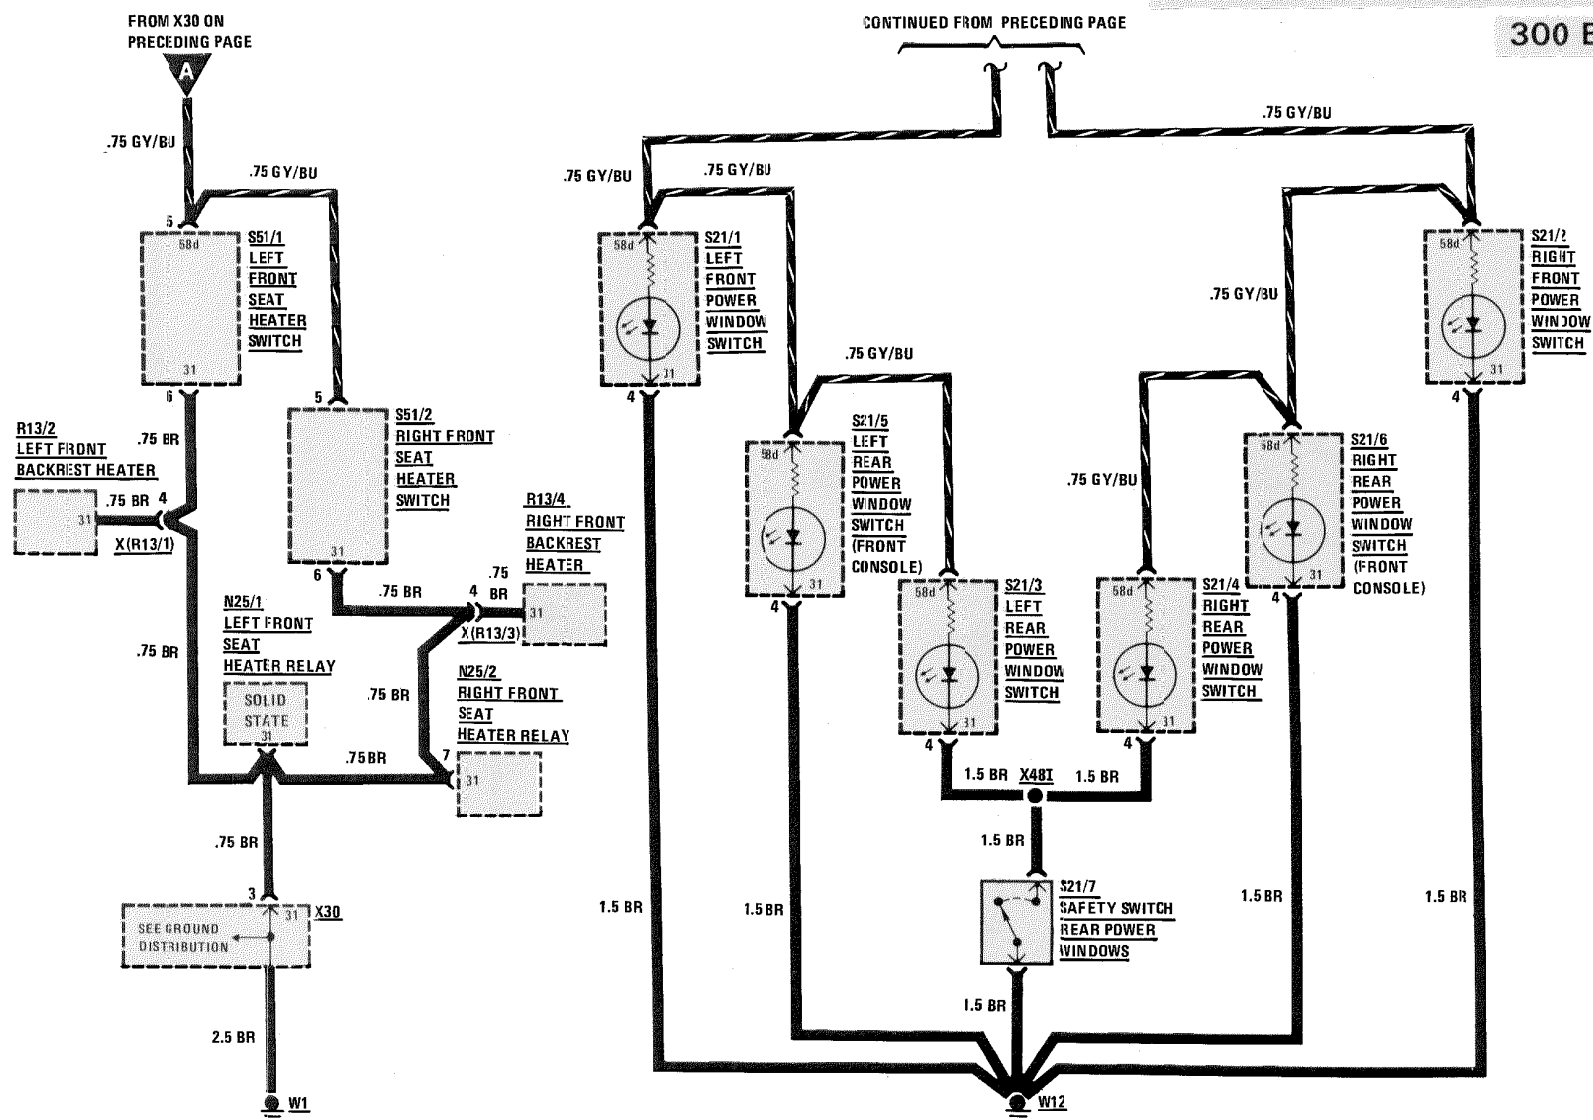 FROM X30 ON
PRECEDING PAGE
A
CONTINUED FROM PRECEDING PAGE
300
.75 GY/BU
.75 GY/BU
.75 GY/BU
.75 GY/BU
.75 GY/BU
5
58d
31
6
S51/1
LEFT
FRONT
SEAT
HEATER
SWITCH
58d
31
4
S21/1
LEFT
FRONT
POWER
WINDOW
SWITCH
58d
31
4
S21/2
RIGHT
FRONT
POWER
WINDOW
SWITCH
.75 GY/BU
.75 GY/BU
.75 GY/BU
R13/2
LEFT FRONT
BACKREST HEATER
.75 BR
31
.75 BR
4
X(R13/1)
5
31
6
S51/2
RIGHT FRONT
SEAT
HEATER
SWITCH
R13/4
RIGHT FRONT
BACKREST
HEATER
31
.75 BR
4
.75
BR
X(R13/3)
58d
31
4
S21/5
LEFT
REAR
POWER
WINDOW
SWITCH
(FRONT
CONSOLE)
58d
31
4
S21/6
RIGHT
REAR
POWER
WINDOW
SWITCH
(FRONT
CONSOLE)
58d
31
4
S21/3
LEFT
REAR
POWER
WINDOW
SWITCH
58d
31
4
S21/4
RIGHT
REAR
POWER
WINDOW
SWITCH
N25/1
LEFT FRONT
SEAT
HEATER RELAY
SOLID
STATE
31
.75 BR
.75 BR
N25/2
RIGHT FRONT
SEAT
HEATER RELAY
.75BR
7
31
1.5 BR
X48I
1.5 BR
1.5 BR
.75 BR
3
31
X30
SEE GROUND
DISTRIBUTION
S21/7
SAFETY SWITCH
REAR POWER
WINDOWS
1.5 BR
1.5BR
1.5BR
1.5 BR
1.5 BR
2.5 BR
W1
W12